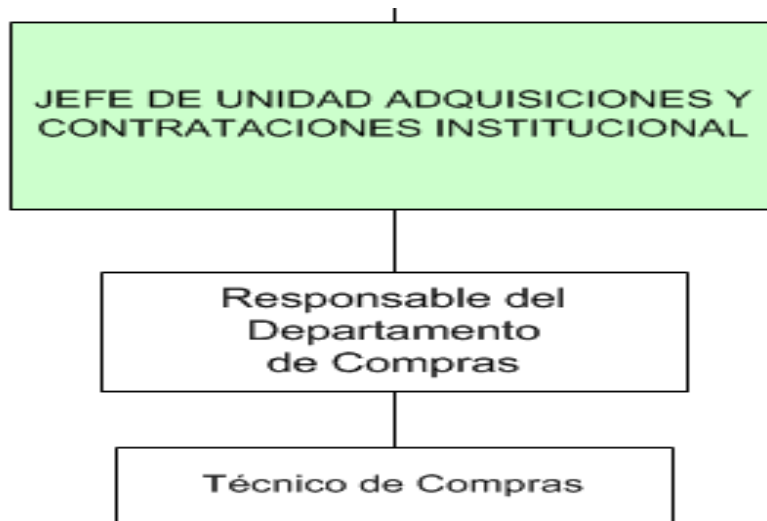 JEFE DE UNIDAD ADQUISICIONES Y
CONTRATACIONES INSTITUCIONAL
Responsable del
Departamento
de Compras
Técnico de Compras